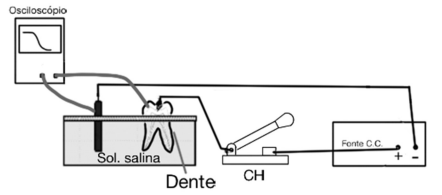 Osciloscópio
Sol. salina
Dente
CH
Fonte C.C.
+ -